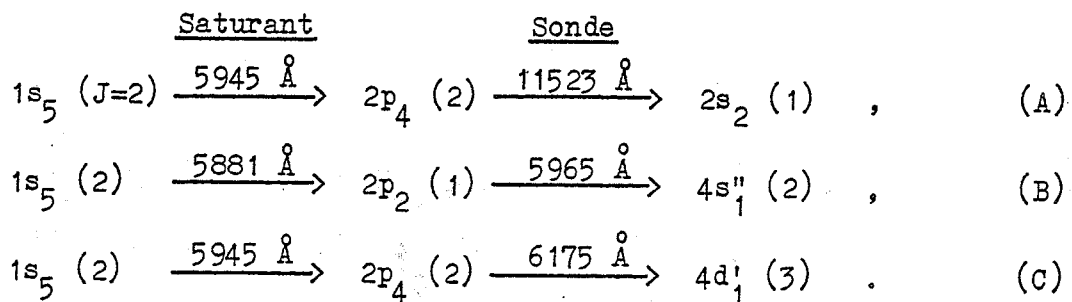 Saturant Sonde
1s₅ (J=2) 5945 Å → 2p₄ (2) 11523 Å → 2s₂ (1) , (A)
1s₅ (2) 5881 Å → 2p₂ (1) 5965 Å → 4s₁" (2) , (B)
1s₅ (2) 5945 Å → 2p₄ (2) 6175 Å → 4d₁' (3) . (C)